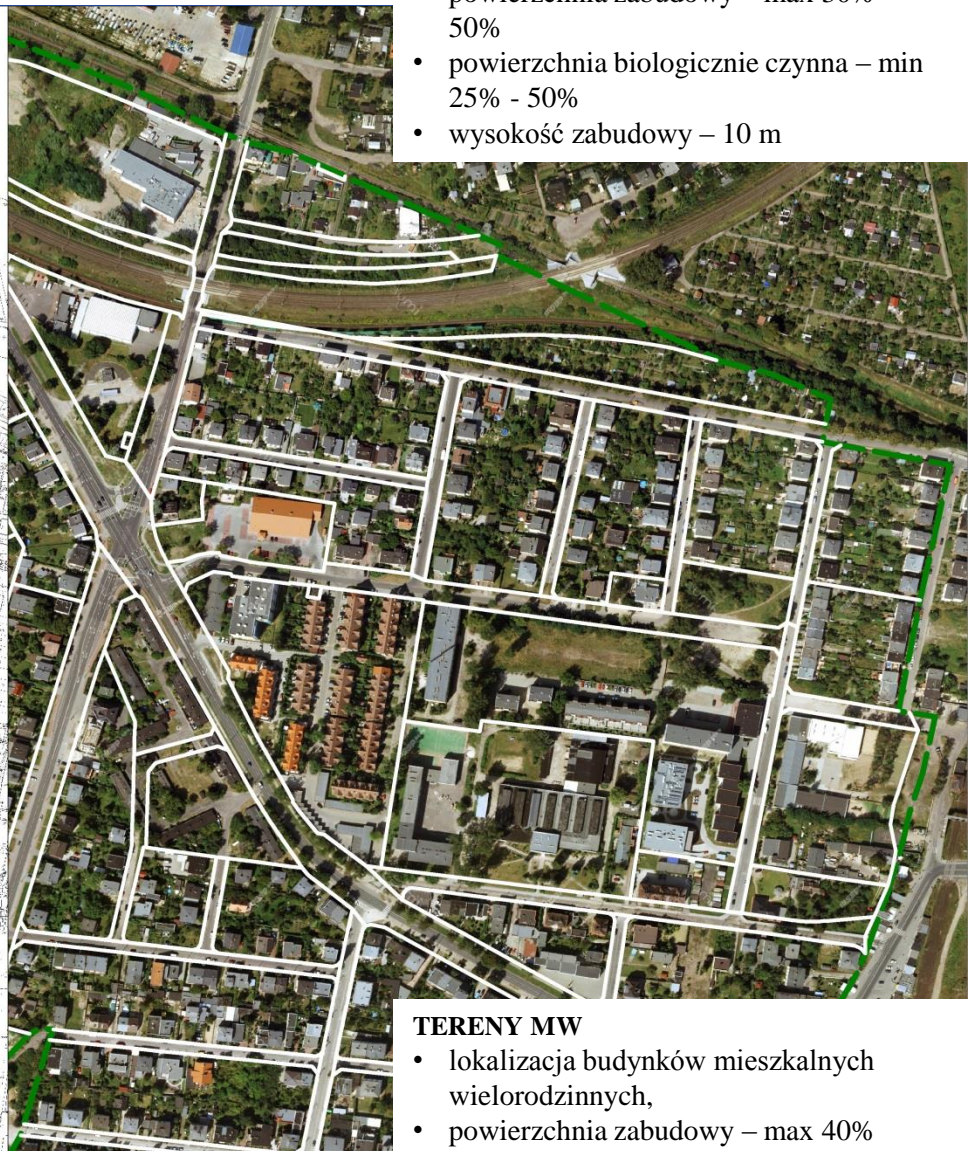 50%
• powierzchnia biologicznie czynna – min
25% - 50%
• wysokość zabudowy – 10 m
TERENY MW
• lokalizacja budynków mieszkalnych
wielorodzinnych,
• powierzchnia zabudowy – max 40%